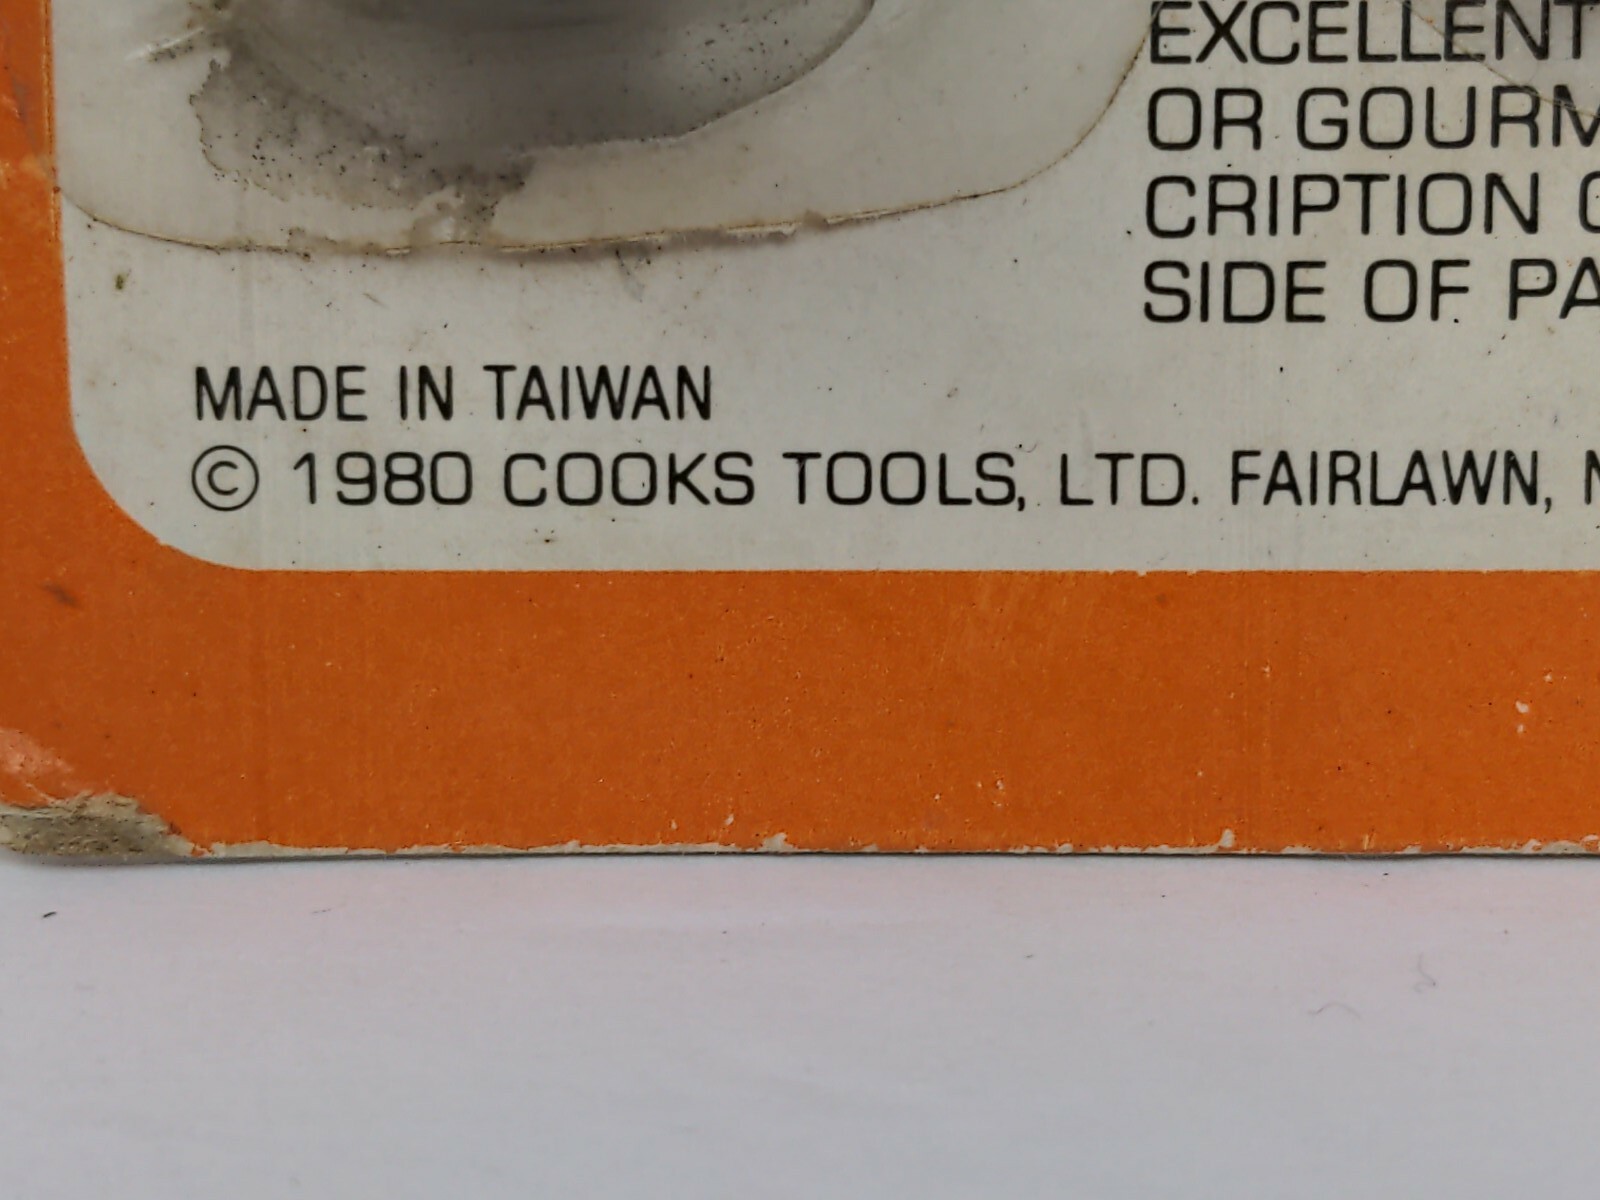 EXCELLENT
OR GOURM
CRIPTION
SIDE OF PA
MADE IN TAIWAN
© 1980 COOKS TOOLS, LTD. FAIRLAWN,